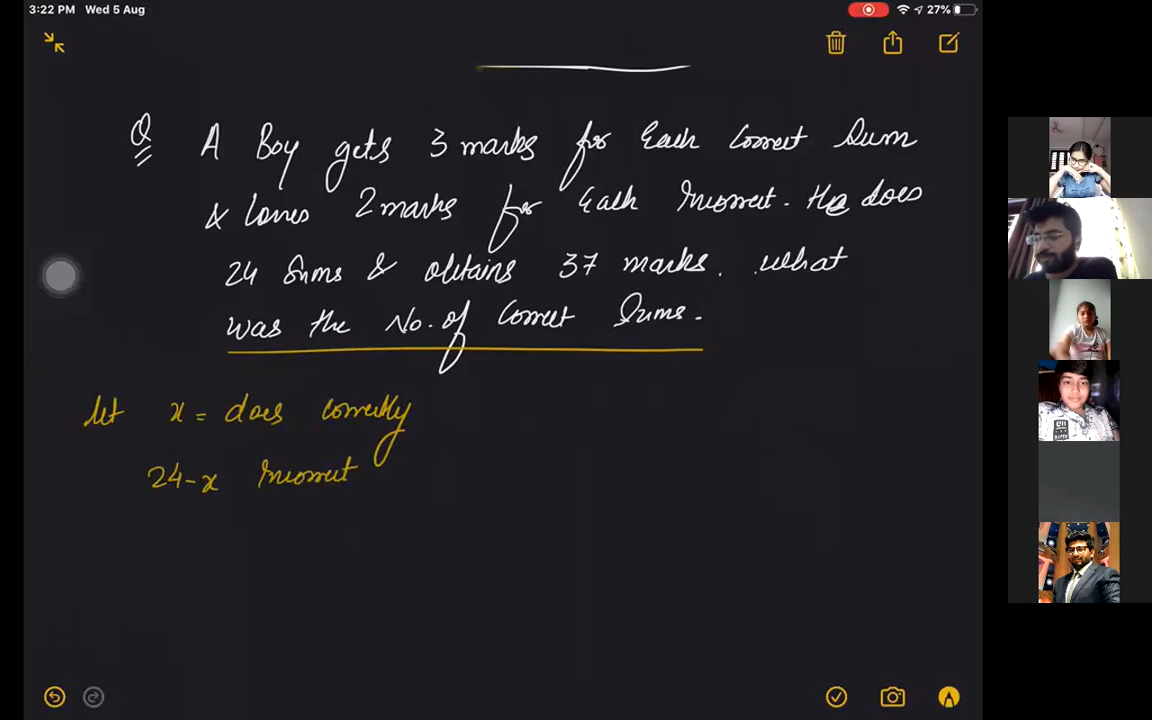 3:22 PM Wed 5 Aug
27%
Q A Boy gets 3 marks for Each Correct Sum
& loses 2 marks for Each Incorrect. He does
24 Sums & obtains 37 marks. what
was the No. of Correct Sums.
let x = does correctly
24-x Incorrect